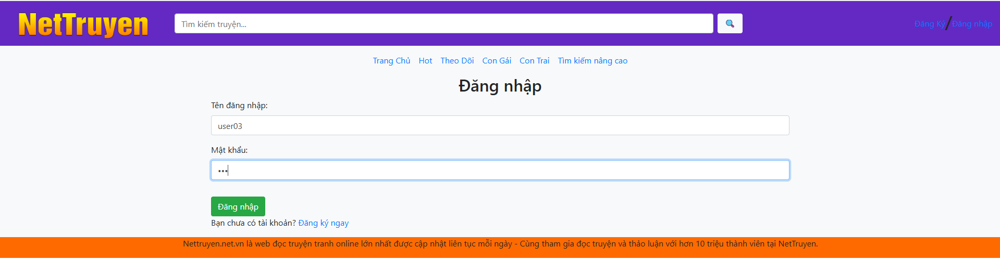 NetTruyen
Tìm kiếm truyện...
Đăng Ký/Đăng nhập
Trang Chủ Hot Theo Dõi Con Gái Con Trai Tìm kiếm nâng cao
Đăng nhập
Tên đăng nhập:
user03
Mật khẩu:
•••
Đăng nhập
Bạn chưa có tài khoản? Đăng ký ngay
Nettruyen.net.vn là web đọc truyện tranh online lớn nhất được cập nhật liên tục mỗi ngày - Cùng tham gia đọc truyện và thảo luận với hơn 10 triệu thành viên tại NetTruyen.